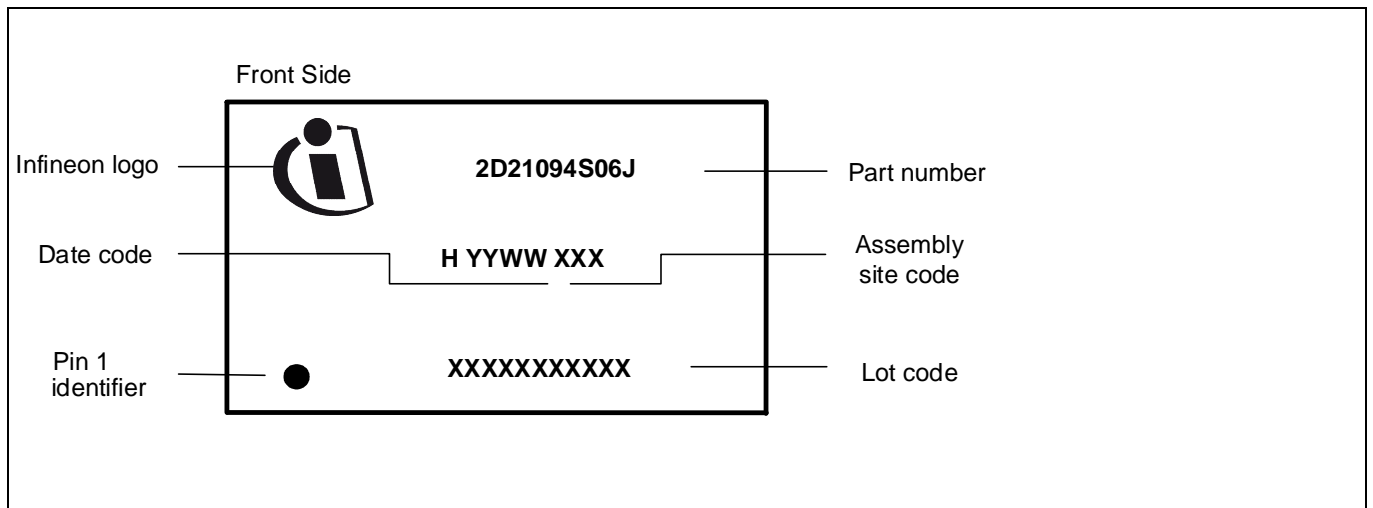 Front Side
Infineon logo
2D21094S06J
Part number
Date code
H YYWW XXX
Assembly
site code
Pin 1
identifier
XXXXXXXXXXX
Lot code